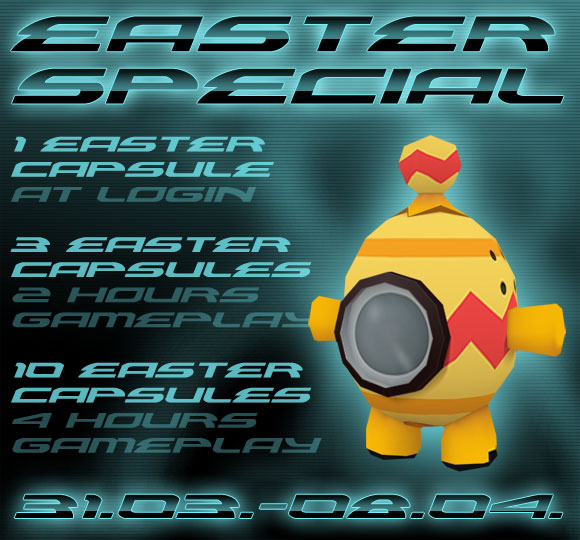 EASTER
SPECIAL
1 EASTER
CAPSULE
AT LOGIN
3 EASTER
CAPSULES
2 HOURS
GAMEPLAY
10 EASTER
CAPSULES
4 HOURS
GAMEPLAY
31.03.-08.04.